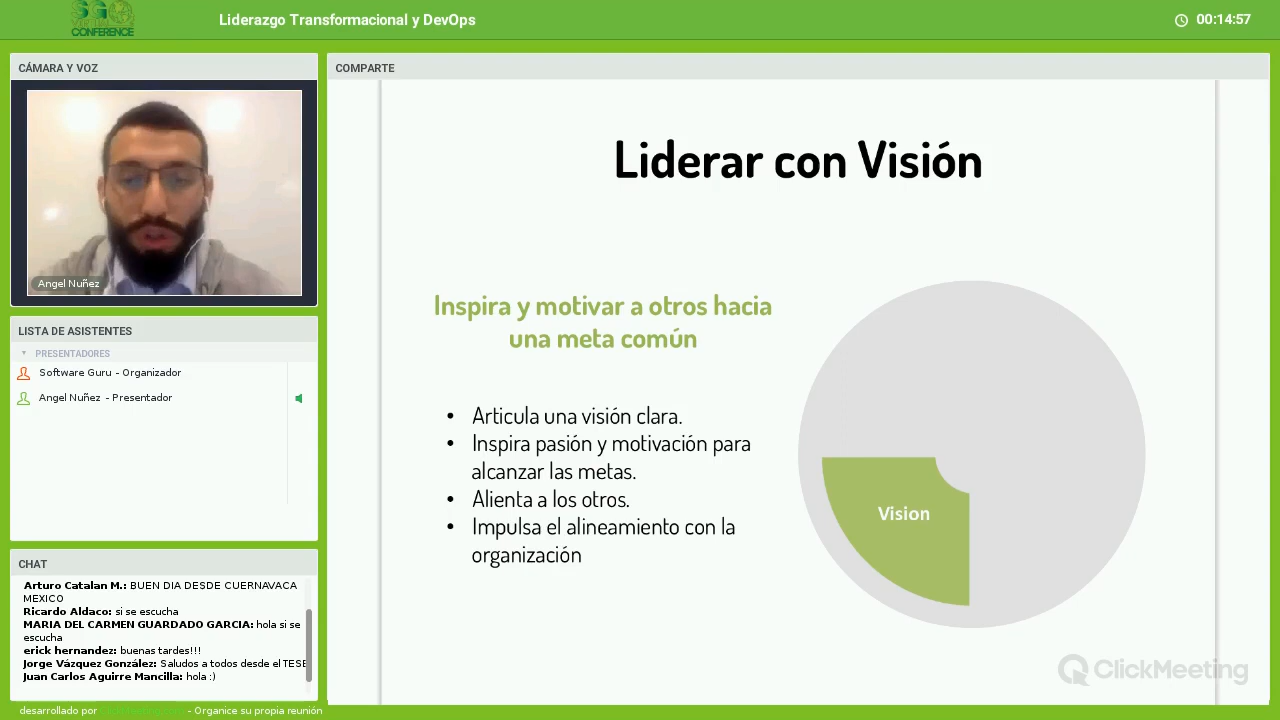 SG VIRTUAL CONFERENCE
Liderazgo Transformacional y DevOps
00:14:57
CÁMARA Y VOZ
Angel Nuñez
LISTA DE ASISTENTES
PRESENTADORES
Software Guru - Organizador
Angel Nuñez - Presentador
CHAT
Arturo Catalan M.: BUEN DIA DESDE CUERNAVACA
MEXICO
Ricardo Aldaco: si se escucha
MARIA DEL CARMEN GUARDADO GARCIA: hola si se
escucha
erick hernandez: buenas tardes!!!
Jorge Vázquez González: Saludos a todos desde el TESE
Juan Carlos Aguirre Mancilla: hola :)
desarrollado por
- Organice su propia reunión
COMPARTE
Liderar con Visión
Inspira y motivar a otros hacia
una meta común
• Articula una visión clara.
• Inspira pasión y motivación para
alcanzar las metas.
• Alienta a los otros.
• Impulsa el alineamiento con la
organización
Vision
ClickMeeting